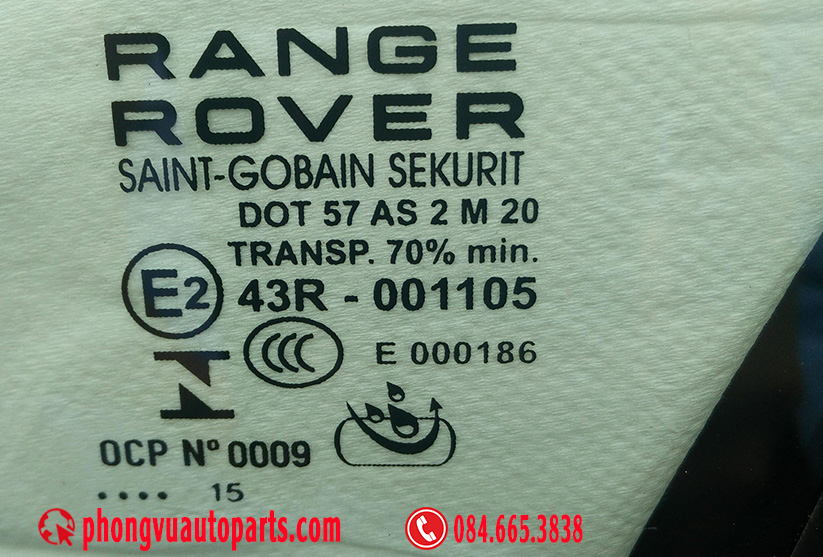 RANGE
ROVER
SAINT-GOBAIN SEKURIT
DOT 57 AS 2 M 20
TRANSP. 70% min.
E2 43R - 001105
CCC E 000186
OCP Nº 0009
.... 15
phongvuautoparts.com 084.665.3838